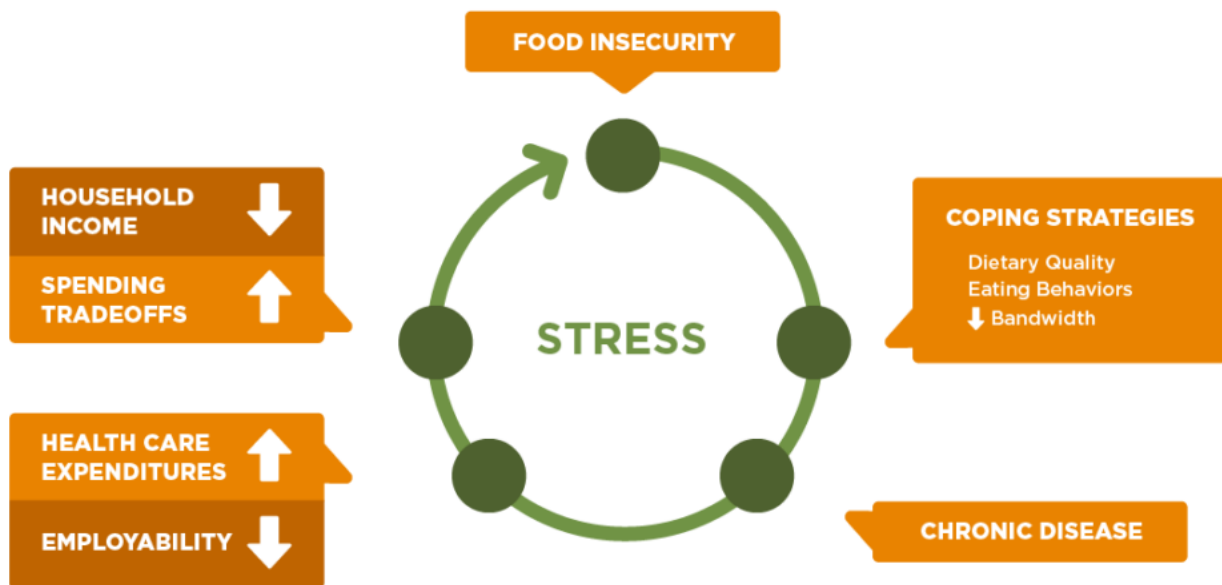 FOOD INSECURITY
HOUSEHOLD
INCOME
SPENDING
TRADEOFFS
STRESS
COPING STRATEGIES
Dietary Quality
Eating Behaviors
Bandwidth
HEALTH CARE
EXPENDITURES
EMPLOYABILITY
CHRONIC DISEASE